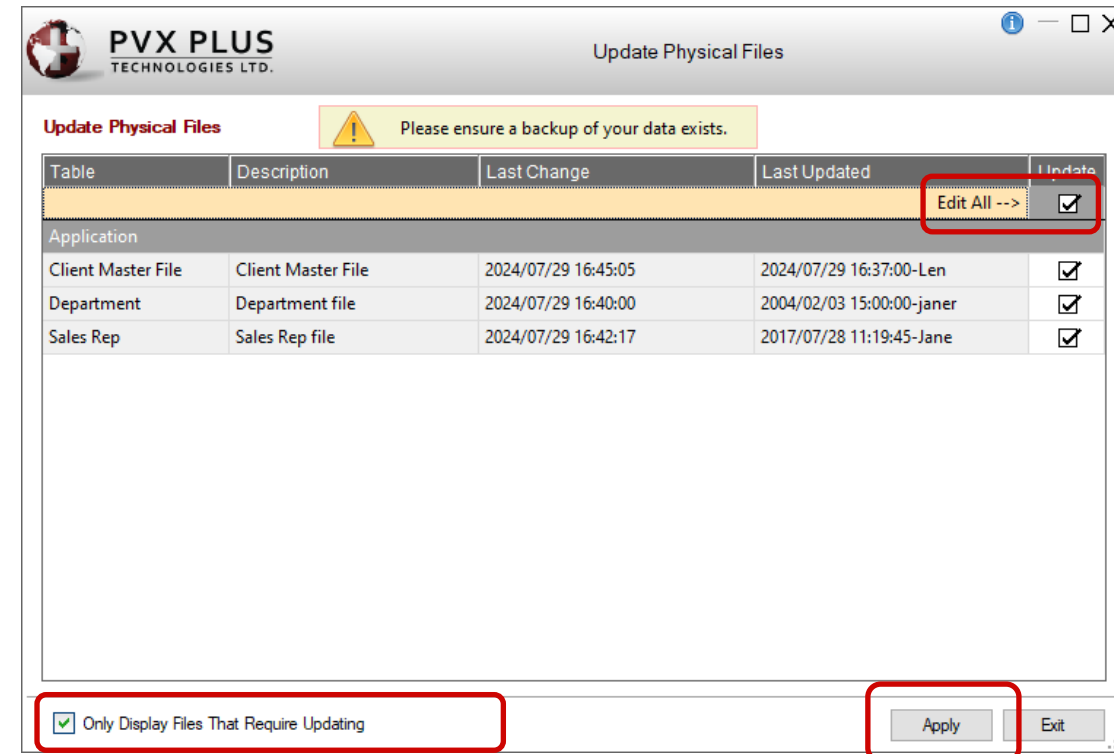 PVX PLUS
TECHNOLOGIES LTD.
Update Physical Files
Update Physical Files
Please ensure a backup of your data exists.
Table Description Last Change Last Updated Update
Edit All -->
Application
Client Master File Client Master File 2024/07/29 16:45:05 2024/07/29 16:37:00-Len
Department Department file 2024/07/29 16:40:00 2004/02/03 15:00:00-janer
Sales Rep Sales Rep file 2024/07/29 16:42:17 2017/07/28 11:19:45-Jane
Only Display Files That Require Updating Apply Exit